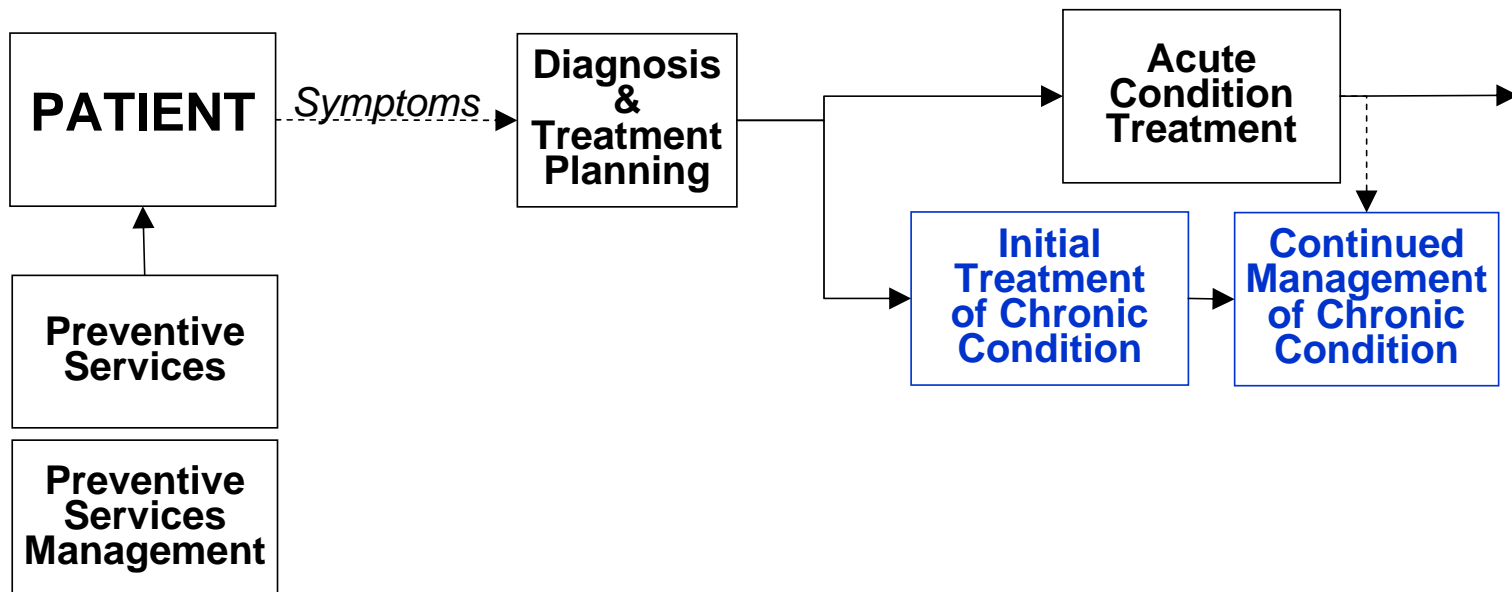 PATIENT
Symptoms
Diagnosis
&
Treatment
Planning
Acute
Condition
Treatment
Initial
Treatment
of Chronic
Condition
Continued
Management
of Chronic
Condition
Preventive
Services
Preventive
Services
Management